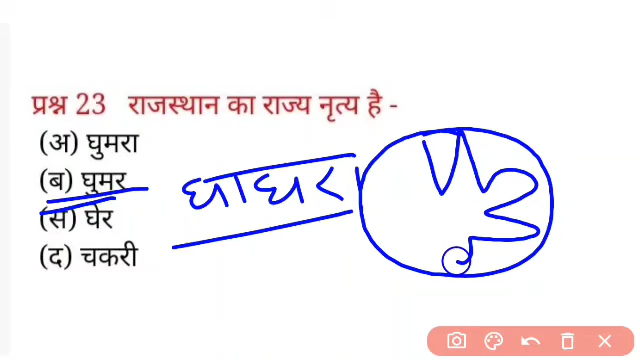 प्रश्न 23 राजस्थान का राज्य नृत्य है -
(अ) घुमरा
(ब) घुमर
घाघर
(स) घेर
(द) चकरी